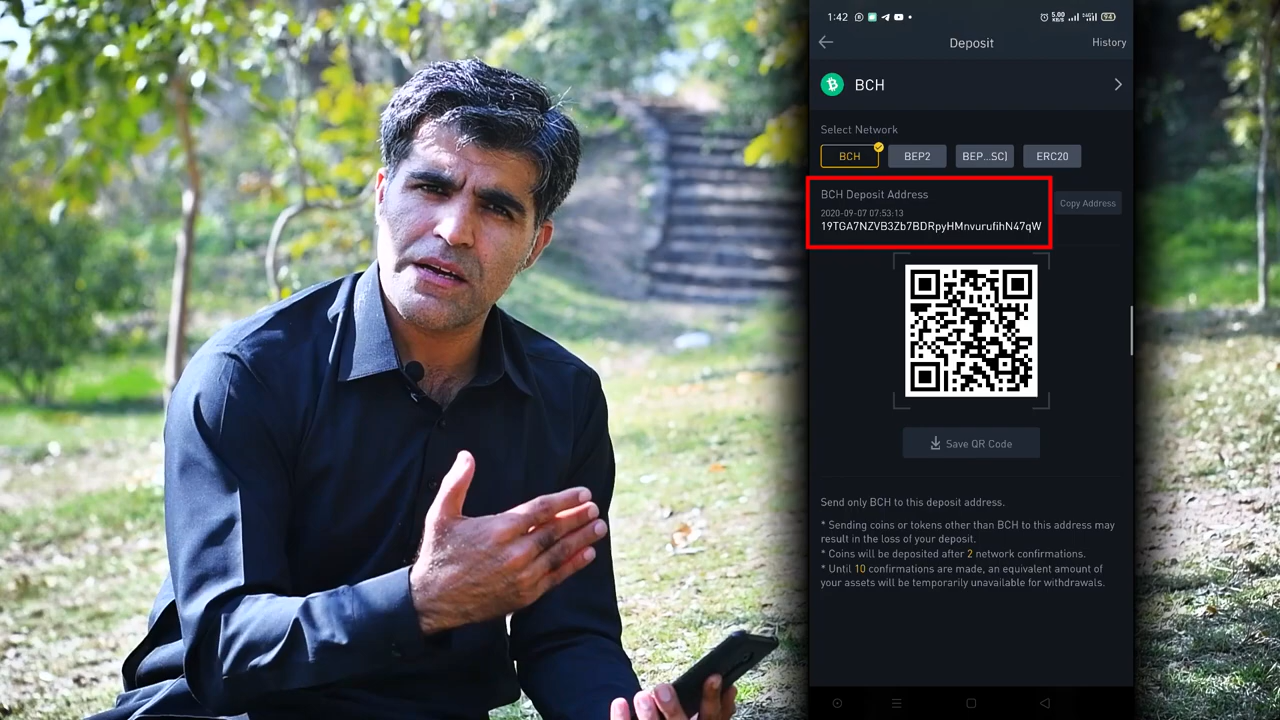 1:42
5.00
KB/S
94
Deposit
History
BCH
Select Network
BCH
BEP2
BEP...SC)
ERC20
BCH Deposit Address
2020-09-07 07:53:13
19TGA7NZVB3Zb7BDRpyHMnvurufihN47qW
Copy Address
Save QR Code
Send only BCH to this deposit address.
* Sending coins or tokens other than BCH to this address may
result in the loss of your deposit.
* Coins will be deposited after 2 network confirmations.
* Until 10 confirmations are made, an equivalent amount of
your assets will be temporarily unavailable for withdrawals.